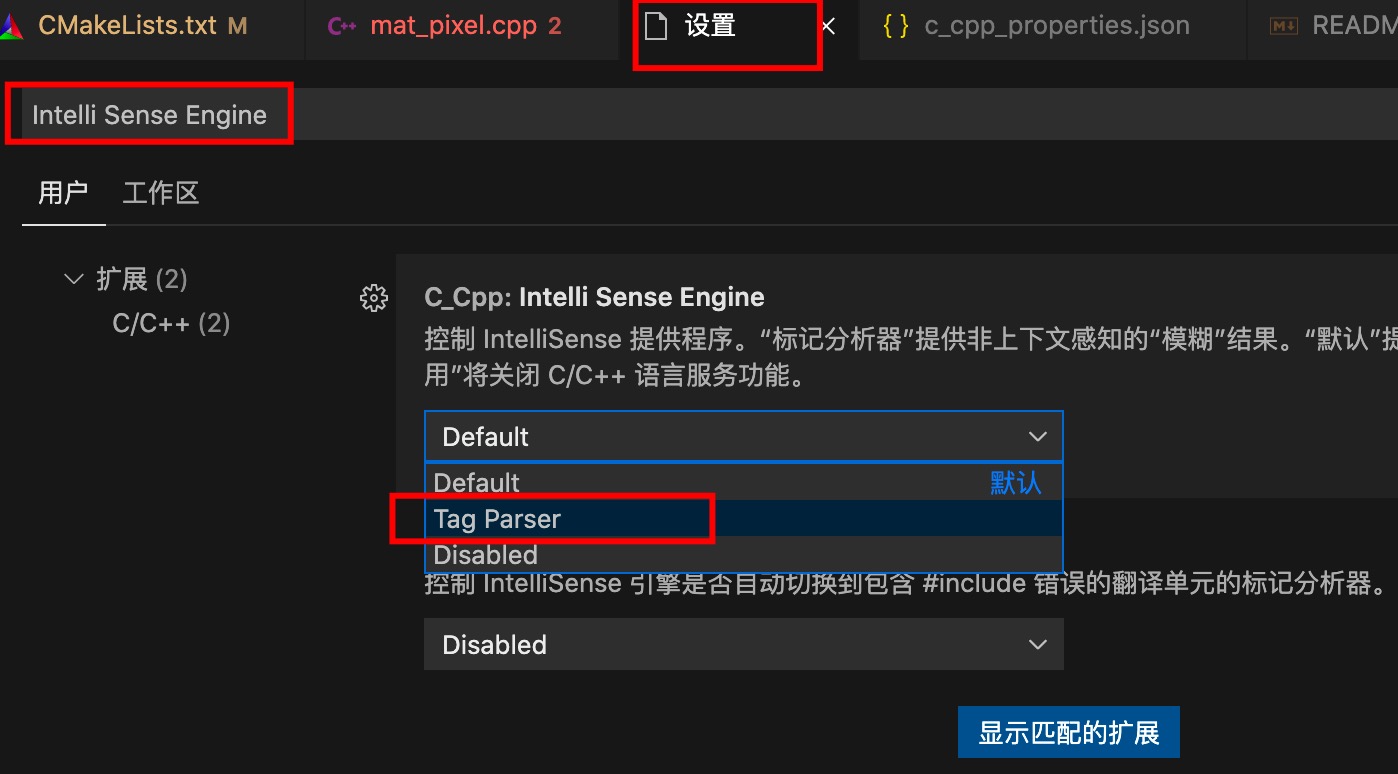 CMakeLists.txt M
C++ mat_pixel.cpp 2
设置
{} c_cpp_properties.json
Intelli Sense Engine
用户 工作区
扩展 (2)
C/C++ (2)
C_Cpp: Intelli Sense Engine
控制 IntelliSense 提供程序。“标记分析器”提供非上下文感知的“模糊”结果。“默认”提
用”将关闭 C/C++ 语言服务功能。
Default
Default 默认
Tag Parser
Disabled
控制 IntelliSense 引擎是否自动切换到包含 #include 错误的翻译单元的标记分析器。
Disabled
显示匹配的扩展